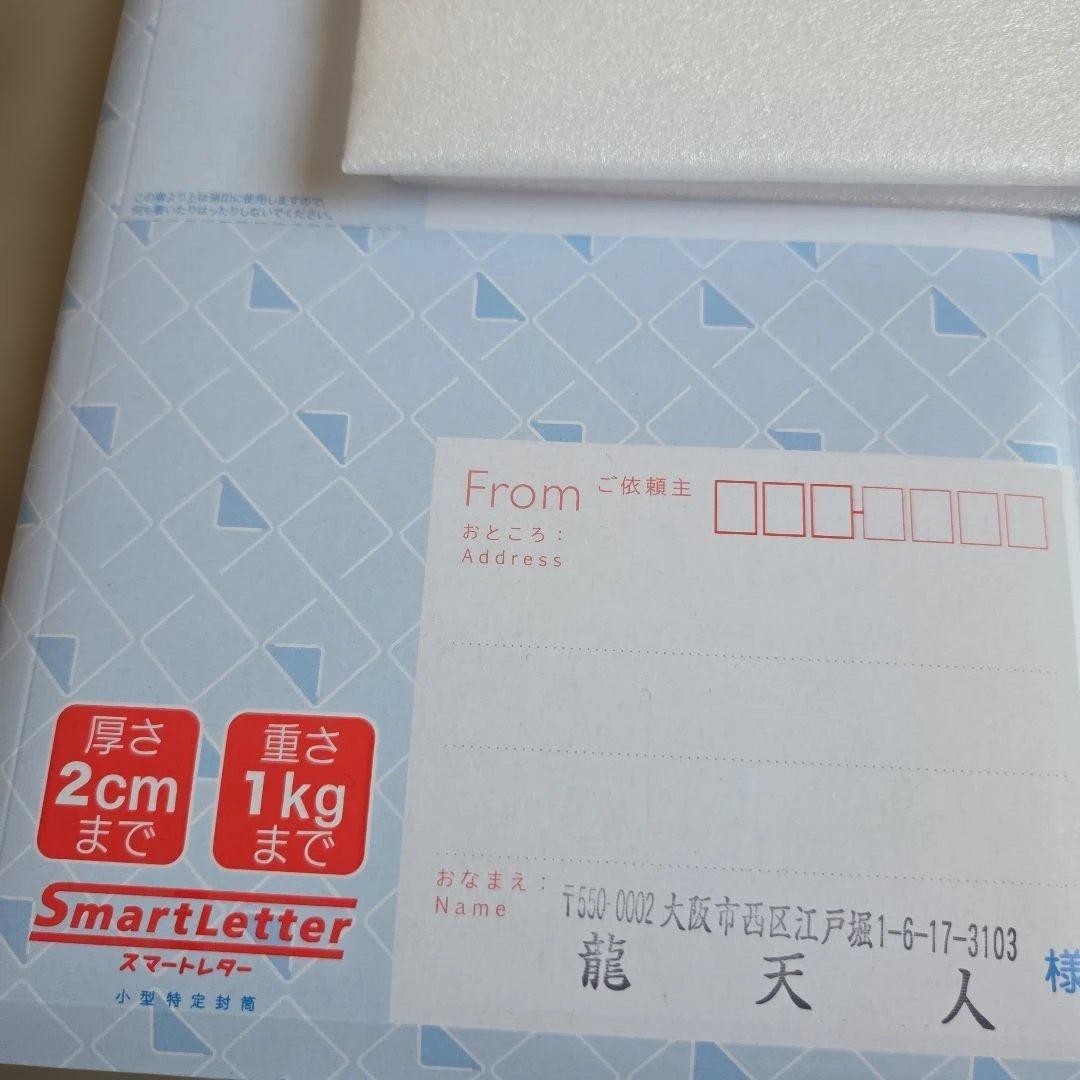 この線より上は消印に使用しますので、
何も書いたりはったりしないでください。
From ご依頼主
おところ：
Address
厚さ
2cm
まで
重さ
1kg
まで
SmartLetter
スマートレター
小型特定封筒
おなまえ：
Name
〒550-0002 大阪市西区江戸堀1-6-17-3103
龍 天 人 様